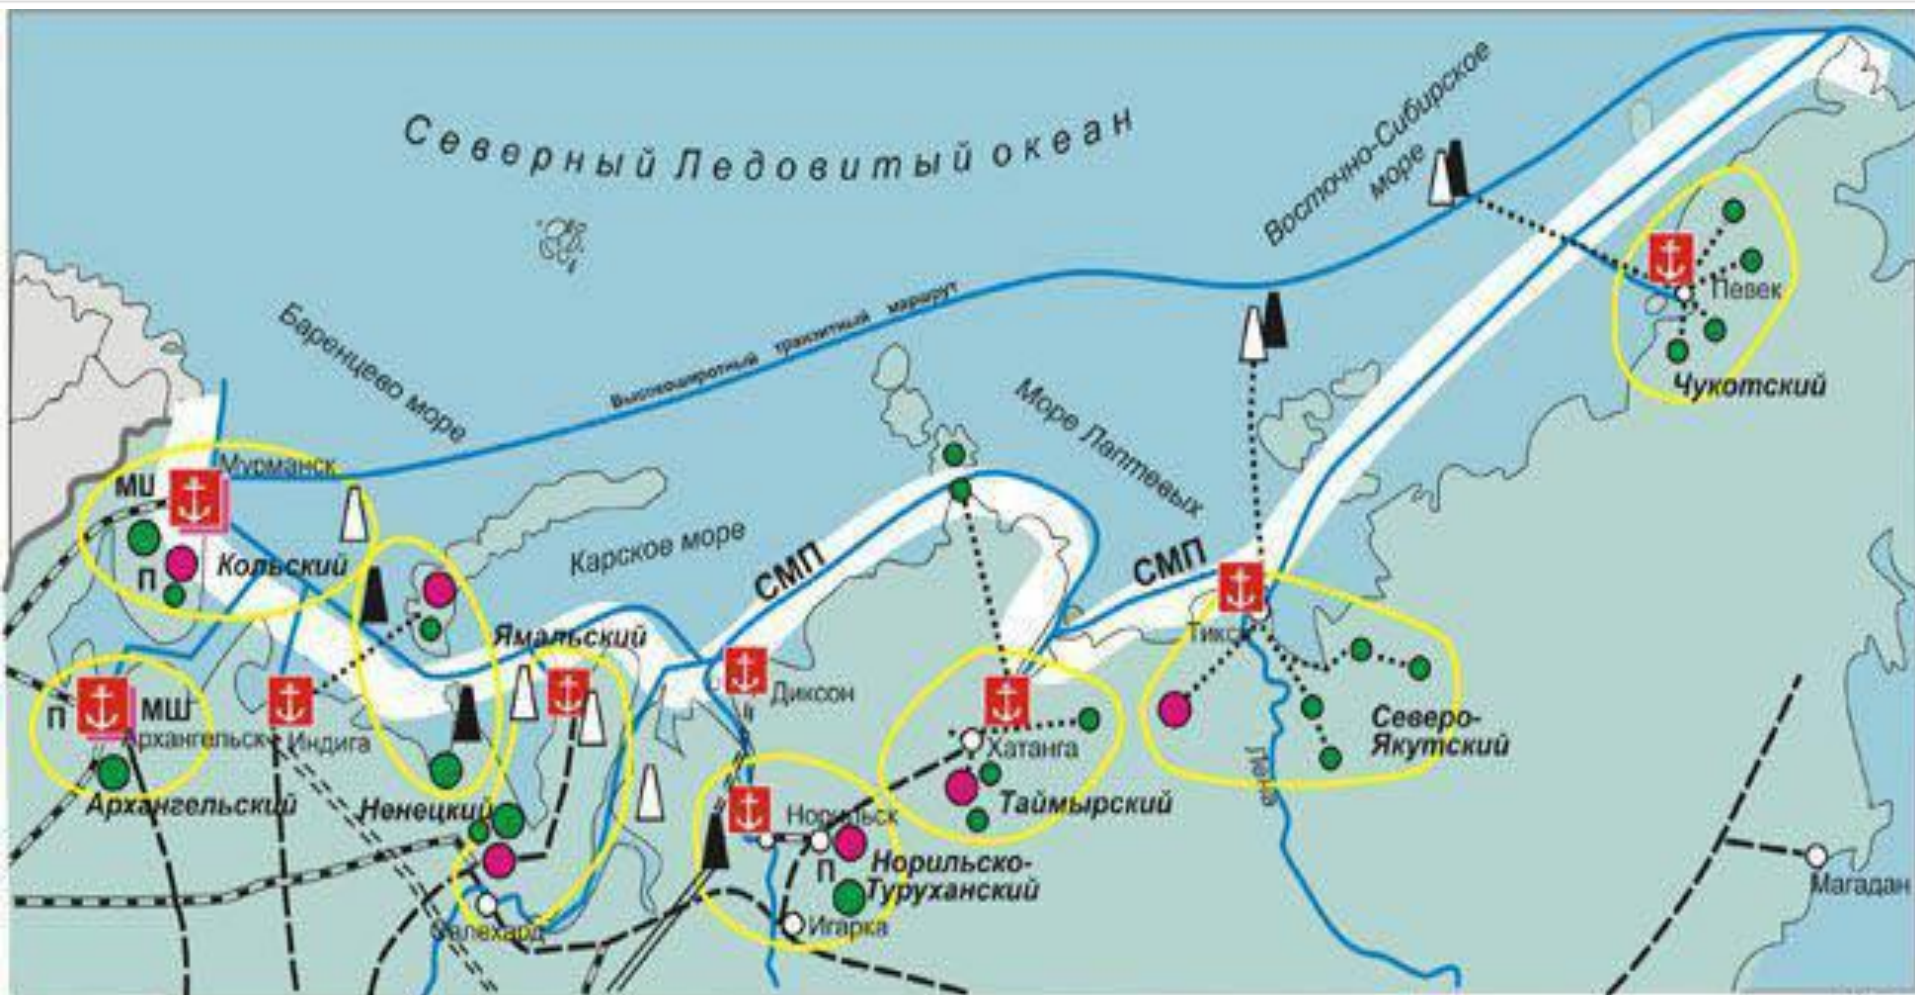 Северный Ледовитый океан
Восточно-Сибирское
море
Баренцево море
Высокоширотный транзитный маршрут
Море Лаптевых
Карское море
СМП
СМП
Певек
Чукотский
Мурманск
МШ
Кольский
П
Ямальский
Диксон
П
МШ
Архангельск
Индига
Архангельский
Ненецкий
Салехард
Норильск
П
Норильско-
Туруханский
Игарка
Хатанга
Таймырский
Тикси
Лена
Северо-
Якутский
Магадан